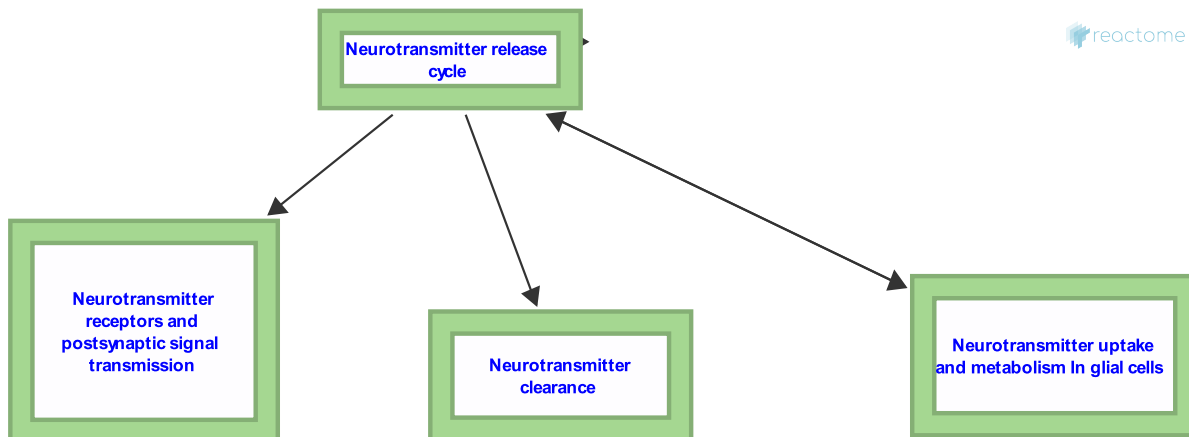 Neurotransmitter release
cycle
reactome
Neurotransmitter
receptors and
postsynaptic signal
transmission
Neurotransmitter
clearance
Neurotransmitter uptake
and metabolism In glial cells